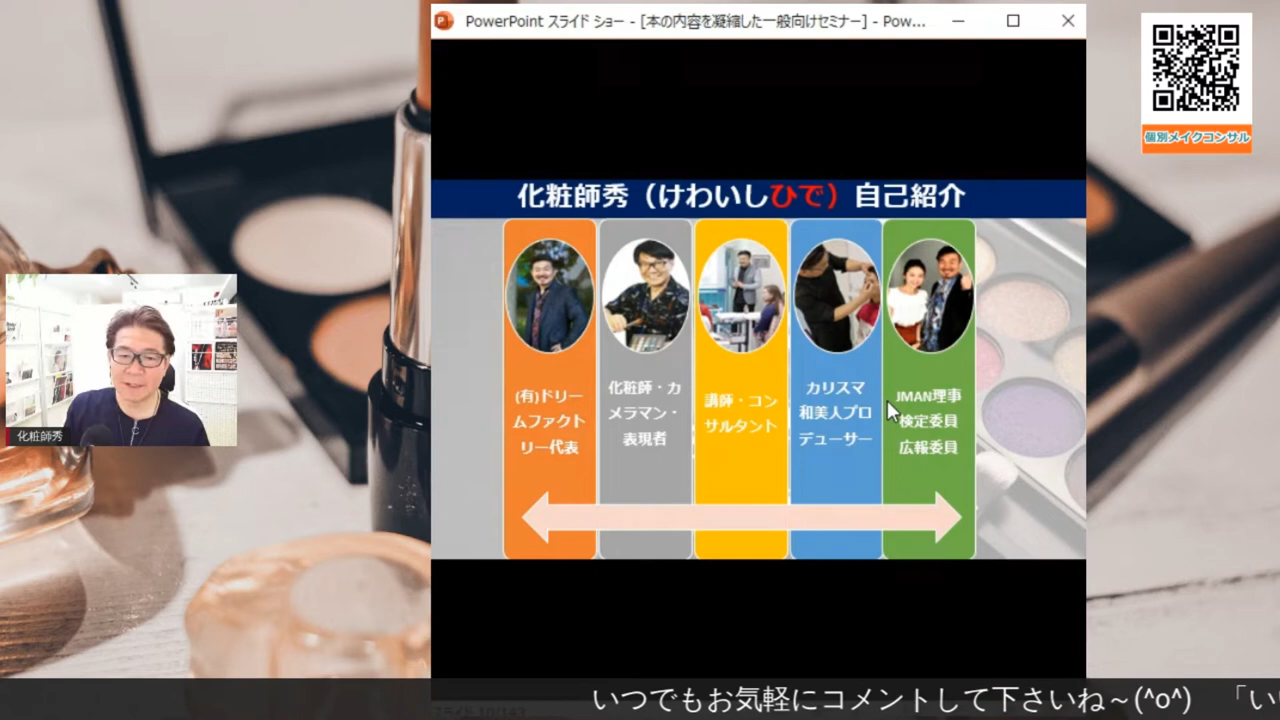 PowerPoint スライド ショー - [本の内容を凝縮した一般向けセミナー] - Pow...
個別メイクコンサル
化粧師秀（けわいしひで）自己紹介
(有)ドリー
ムファクト
リー代表
化粧師・カ
メラマン・
表現者
講師・コン
サルタント
カリスマ
和美人プロ
デューサー
JMAN理事
検定委員
広報委員
化粧師秀
いつでもお気軽にコメントして下さいね～(^o^)　「い